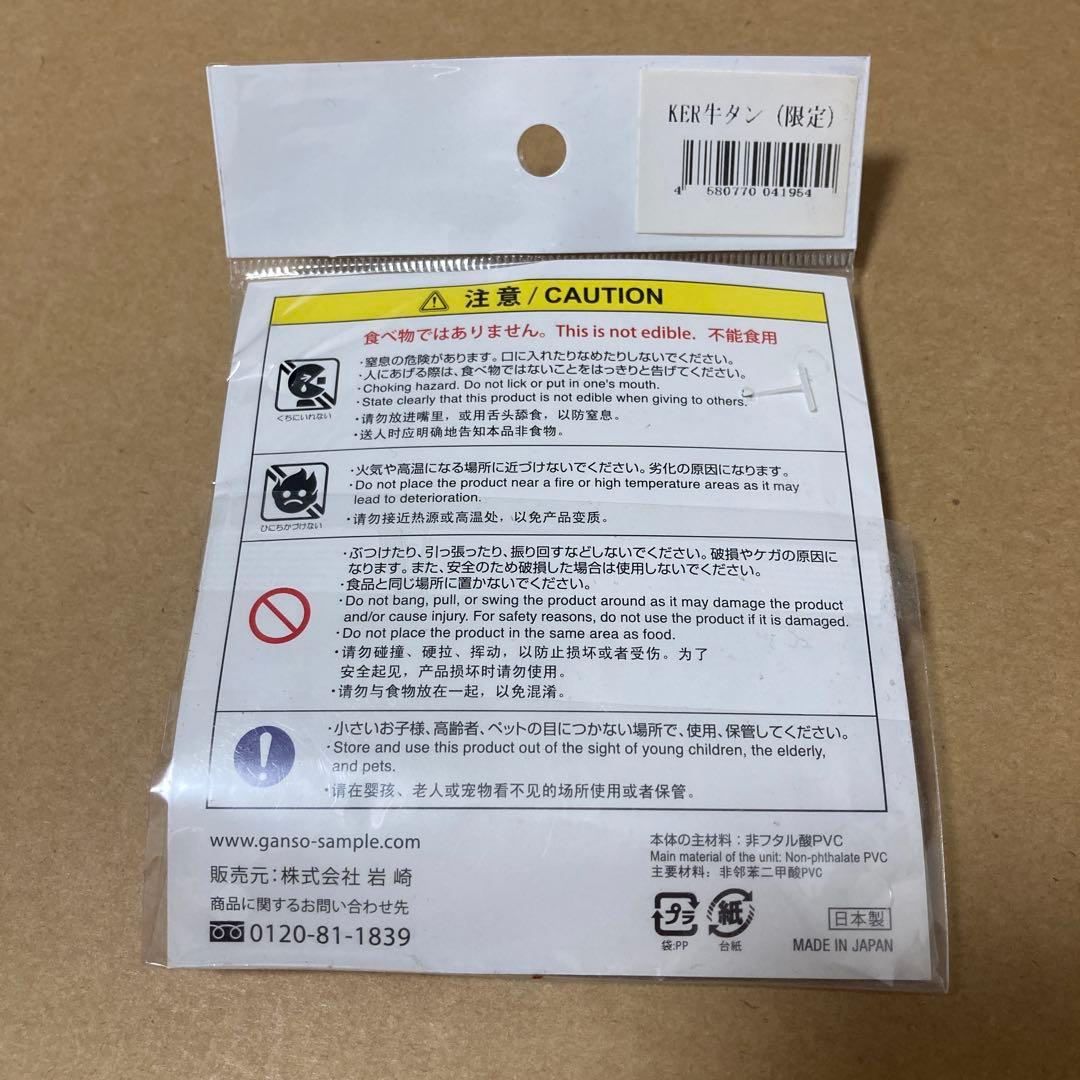 KER牛タン (限定)
4 580770 041954
注意/CAUTION
食べ物ではありません。This is not edible. 不能食用
くちにいれない
・窒息の危険があります。口に入れたりなめたりしないでください。
・人にあげる際は、食べ物ではないことをはっきりと告げてください。
・Choking hazard. Do not lick or put in one's mouth.
・State clearly that this product is not edible when giving to others.
・请勿放进嘴里，或用舌头舔食，以防窒息。
・送人时应明确地告知本品非食物。
ひにちかづけない
・火気や高温になる場所に近づけないでください。劣化の原因になります。
・Do not place the product near a fire or high temperature areas as it may
lead to deterioration.
・请勿接近热源或高温处，以免产品变质。
・ぶつけたり、引っ張ったり、振り回すなどしないでください。破損やケガの原因に
なります。また、安全のため破損した場合は使用しないでください。
・食品と同じ場所に置かないでください。
・Do not bang, pull, or swing the product around as it may damage the product
and/or cause injury. For safety reasons, do not use the product if it is damaged.
・Do not place the product in the same area as food.
・请勿碰撞、硬拉、挥动，以防止损坏或者受伤。为了
安全起见，产品损坏时请勿使用。
・请勿与食物放在一起，以免混淆。
・小さいお子様、高齢者、ペットの目につかない場所で、使用、保管してください。
・Store and use this product out of the sight of young children, the elderly,
and pets.
・请在婴孩、老人或宠物看不见的场所使用或者保管。
www.ganso-sample.com
販売元：株式会社 岩崎
商品に関するお問い合わせ先
0120-81-1839
本体の主材料：非フタル酸PVC
Main material of the unit: Non-phthalate PVC
主要材料：非邻苯二甲酸PVC
プラ
袋:PP
紙
台紙
日本製
MADE IN JAPAN